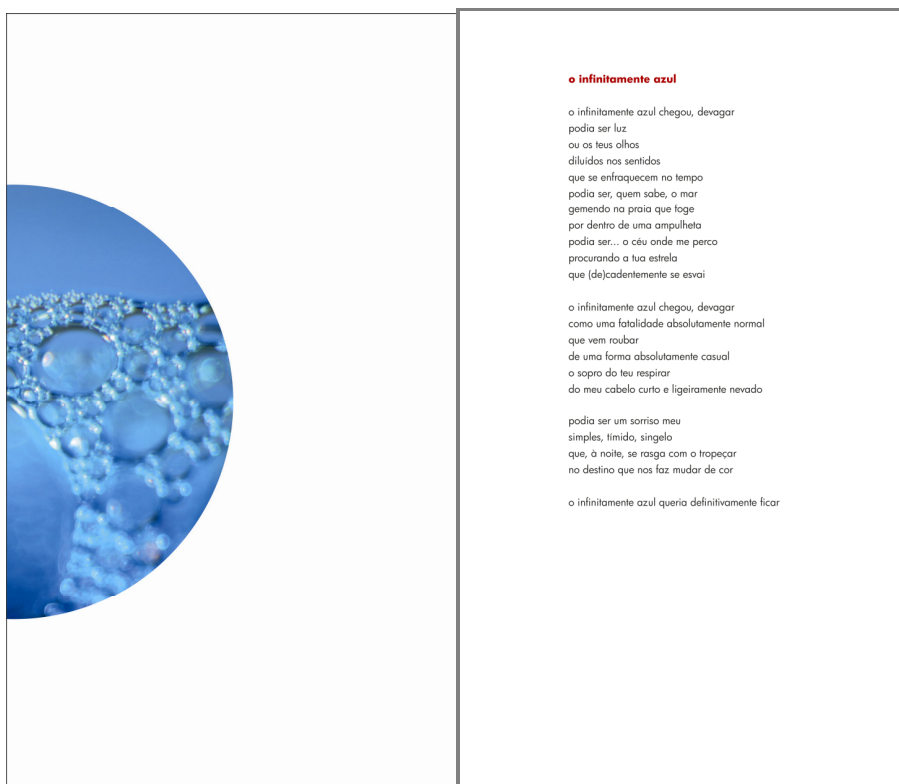 o infinitamente azul
o infinitamente azul chegou, devagar
podia ser luz
ou os teus olhos
diluídos nos sentidos
que se enfraquecem no tempo
podia ser, quem sabe, o mar
gemendo na praia que foge
por dentro de uma ampulheta
podia ser... o céu onde me perco
procurando a tua estrela
que (de)cadentemente se esvai
o infinitamente azul chegou, devagar
como uma fatalidade absolutamente normal
que vem roubar
de uma forma absolutamente casual
o sopro do teu respirar
do meu cabelo curto e ligeiramente nevado
podia ser um sorriso meu
simples, tímido, singelo
que, à noite, se rasga com o tropeçar
no destino que nos faz mudar de cor
o infinitamente azul queria definitivamente ficar